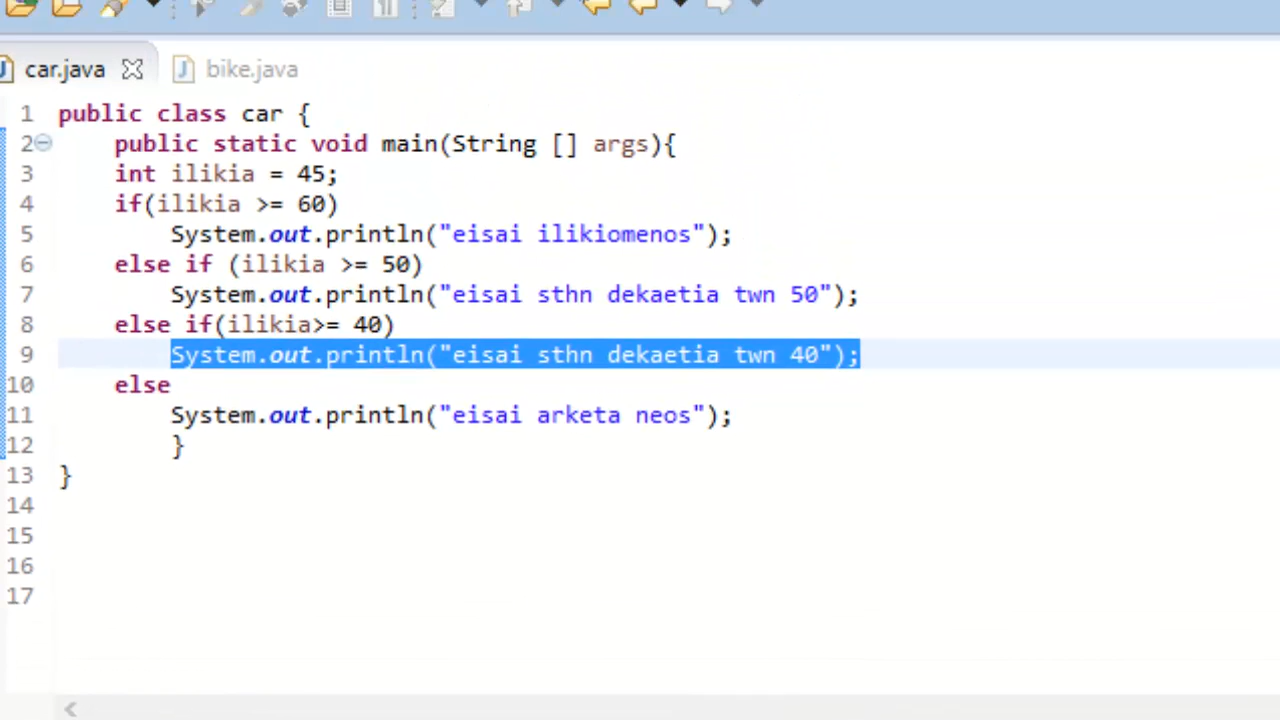 car.java bike.java
1 public class car {
2 public static void main(String [] args){
3 int ilikia = 45;
4 if(ilikia >= 60)
5 System.out.println("eisai ilikiomenos");
6 else if (ilikia >= 50)
7 System.out.println("eisai sthn dekaetia twn 50");
8 else if(ilikia>= 40)
9 System.out.println("eisai sthn dekaetia twn 40");
10 else
11 System.out.println("eisai arketa neos");
12 }
13 }
14
15
16
17